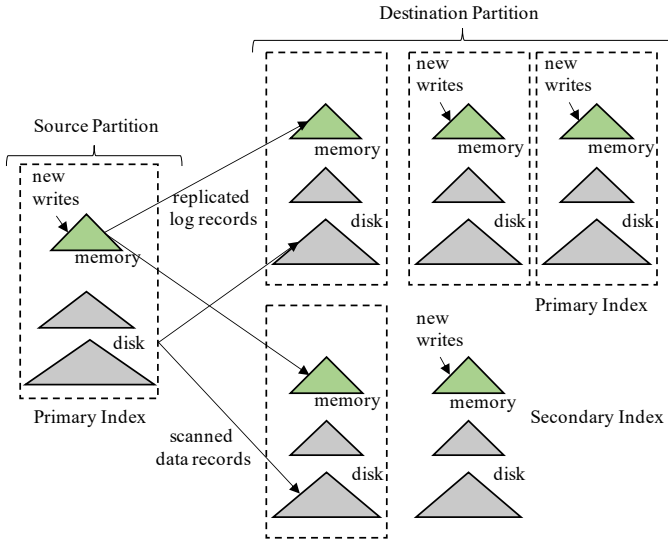 Destination Partition
new
writes
new
writes
Source Partition
memory
memory
memory
new
writes
replicated
log records
disk
disk
disk
memory
Primary Index
disk
new
writes
Primary Index
memory
memory
Secondary Index
scanned
data records
disk
disk